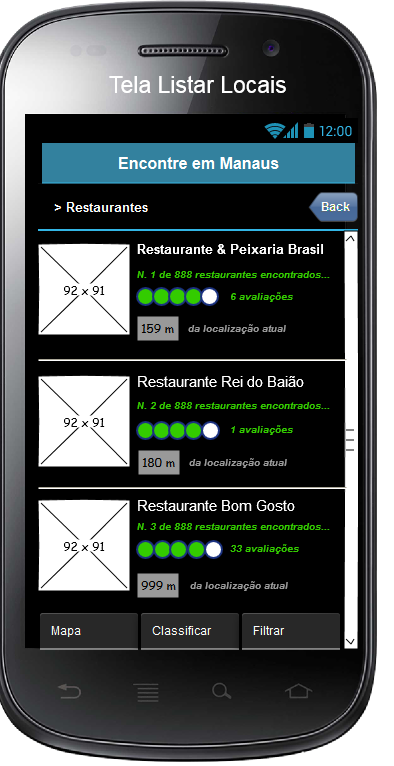 Tela Listar Locais
12:00
Encontre em Manaus
> Restaurantes
Back
Restaurante & Peixaria Brasil
N. 1 de 888 restaurantes encontrados...
92 x 91
6 avaliações
159 m
da localização atual
Restaurante Rei do Baião
N. 2 de 888 restaurantes encontrados...
92 x 91
1 avaliações
180 m
da localização atual
Restaurante Bom Gosto
N. 3 de 888 restaurantes encontrados...
92 x 91
33 avaliações
999 m
da localização atual
Mapa
Classificar
Filtrar